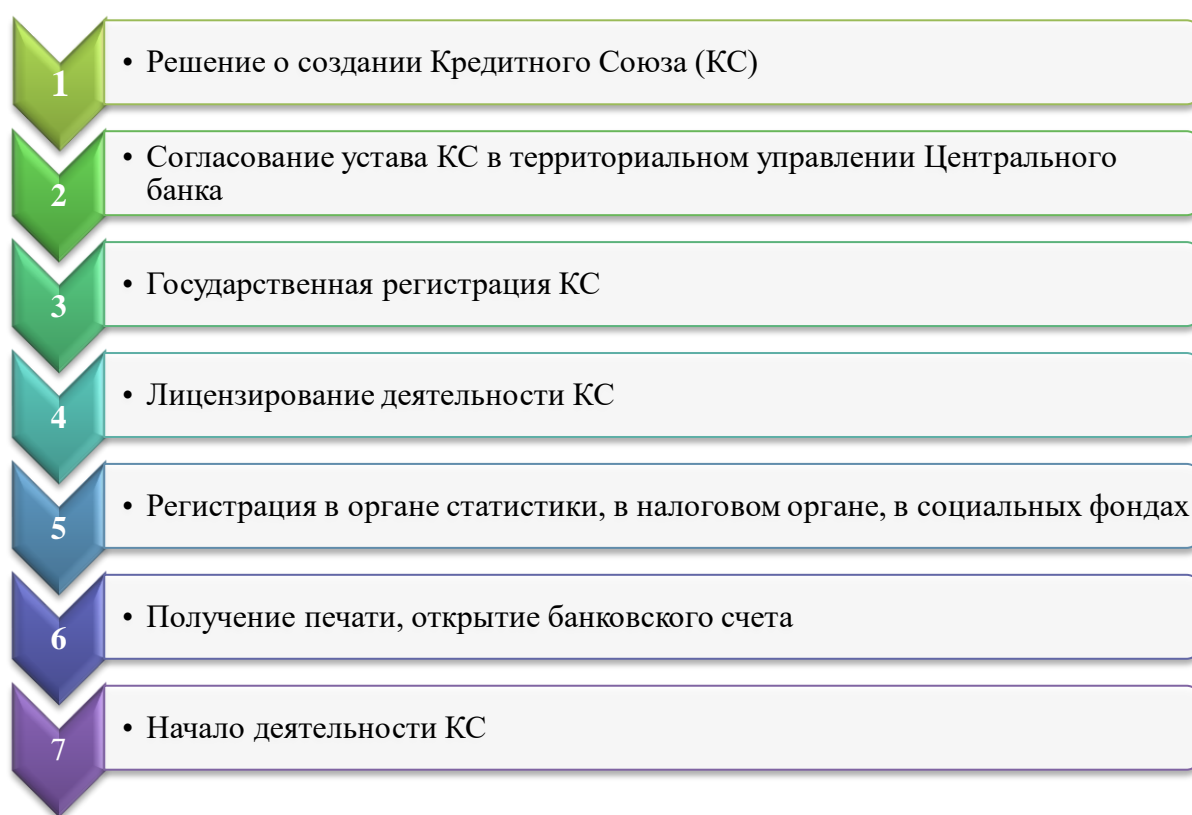 1
• Решение о создании Кредитного Союза (КС)
2
• Согласование устава КС в территориальном управлении Центрального
банка
3
• Государственная регистрация КС
4
• Лицензирование деятельности КС
5
• Регистрация в органе статистики, в налоговом органе, в социальных фондах
6
• Получение печати, открытие банковского счета
7
• Начало деятельности КС